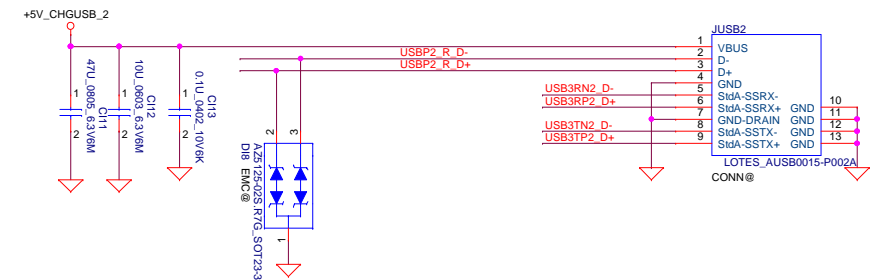 +5V_CHGUSB_2
1
2
47U_0805_6.3V6M
CI11
1
2
10U_0603_6.3V6M
CI12
1
2
0.1U_0402_10V6K
CI13
USBP2_R_D-
USBP2_R_D+
2
3
1
AZ5125-02S.R7G_SOT23-3
DI8
EMC@
USB3RN2_D-
USB3RP2_D+
USB3TN2_D-
USB3TP2_D+
JUSB2
1 VBUS
2 D-
3 D+
4 GND
5 StdA-SSRX-
6 StdA-SSRX+ GND 10
7 GND-DRAIN GND 11
8 StdA-SSTX- GND 12
9 StdA-SSTX+ GND 13
LOTES_AUSB0015-P002A
CONN@